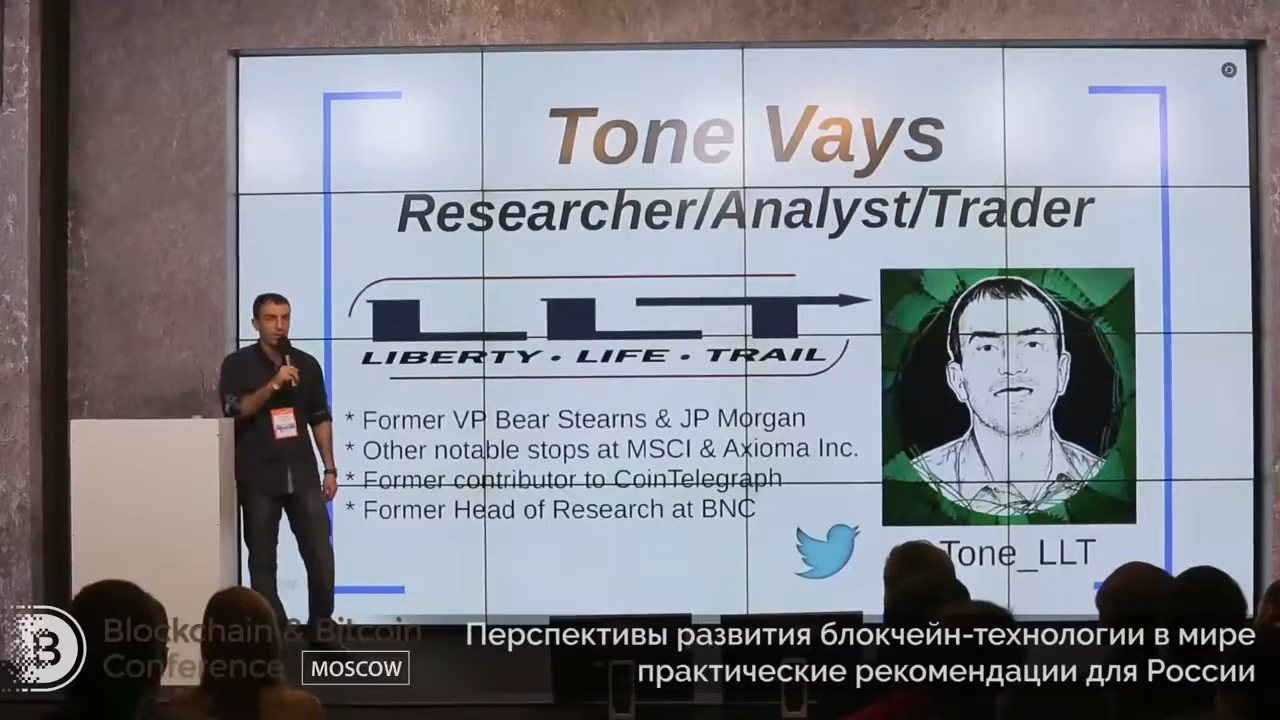 Tone Vays
Researcher/Analyst/Trader
LLT
LIBERTY · LIFE · TRAIL
* Former VP Bear Stearns & JP Morgan
* Other notable stops at MSCI & Axioma Inc.
* Former contributor to CoinTelegraph
* Former Head of Research at BNC
Tone_LLT
Blockchain & Bitcoin
Conference
MOSCOW
Перспективы развития блокчейн-технологии в мире
практические рекомендации для России